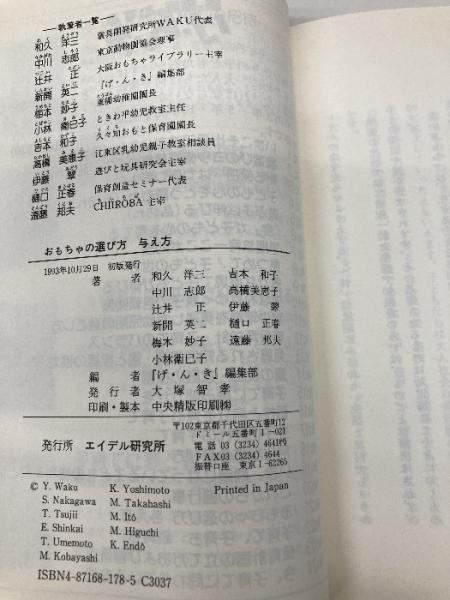 ―執筆者一覧―
和久 洋三 童具開発研究所WAKU代表
中川 志郎 東京動物園協会理事
辻井 正 大阪おもちゃライブラリー主宰
新開 英二 『げ・ん・き』編集部
梅本 妙子 幼稚園園長
小林 衛己子 ときわ平幼児教室主任
吉本 和子 久々知おもと保育園園長
高橋 美恵子 江東区乳幼児親子教室相談員
伊藤 翠 遊びと玩具研究会主宰
樋口 正春 保育創造セミナー代表
遠藤 邦夫 CHIROBA 主宰
おもちゃの選び方 与え方
1993年10月29日 初版発行
著者 和久 洋三 吉本 和子
中川 志郎 高橋美恵子
辻井 正 伊藤 翠
新開 英二 樋口 正春
梅本 妙子 遠藤 邦夫
小林衛巳子
編者 『げ・ん・き』編集部
発行者 大塚智孝
印刷・製本 中央精版印刷㈱
発行所 エイデル研究所
〒102東京都千代田区五番町12
ドミール五番町1―021
電話 03(3234)4641㈹
FAX03(3234)4644
振替口座 東京1-62265
© Y. Waku K. Yoshimoto
S. Nakagawa M. Takahashi
T. Tsujii M. Itô
E. Shinkai M. Higuchi
T. Umemoto K. Endô
M. Kobayashi
Printed in Japan
ISBN4-87168-178-5 C3037